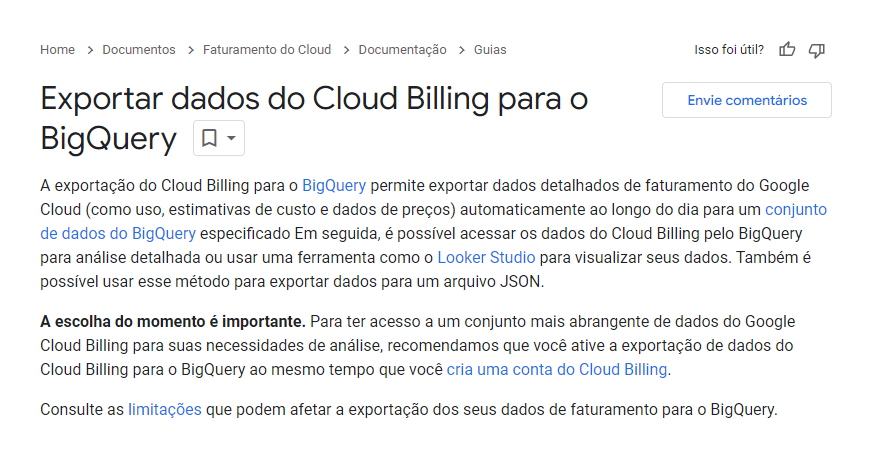 Home > Documentos > Faturamento do Cloud > Documentação > Guias
Isso foi útil?
Exportar dados do Cloud Billing para o
BigQuery
Envie comentários
A exportação do Cloud Billing para o BigQuery permite exportar dados detalhados de faturamento do Google
Cloud (como uso, estimativas de custo e dados de preços) automaticamente ao longo do dia para um conjunto
de dados do BigQuery especificado Em seguida, é possível acessar os dados do Cloud Billing pelo BigQuery
para análise detalhada ou usar uma ferramenta como o Looker Studio para visualizar seus dados. Também é
possível usar esse método para exportar dados para um arquivo JSON.
A escolha do momento é importante. Para ter acesso a um conjunto mais abrangente de dados do Google
Cloud Billing para suas necessidades de análise, recomendamos que você ative a exportação de dados do
Cloud Billing para o BigQuery ao mesmo tempo que você cria uma conta do Cloud Billing.
Consulte as limitações que podem afetar a exportação dos seus dados de faturamento para o BigQuery.